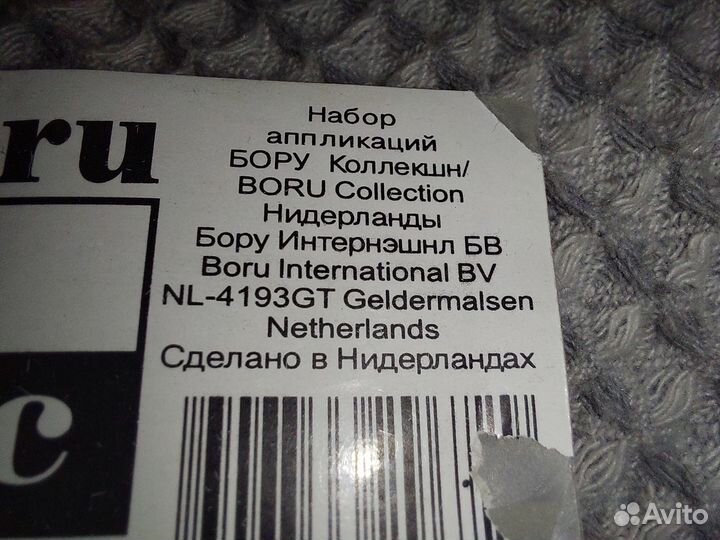 ru
c
Набор
аппликаций
БОРУ Коллекшн/
BORU Collection
Нидерланды
Бору Интернэшнл БВ
Boru International BV
NL-4193GT Geldermalsen
Netherlands
Сделано в Нидерландах
Avito